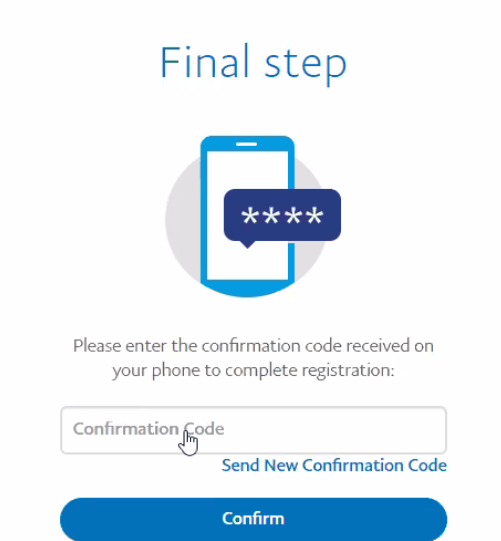 Final step
****
Please enter the confirmation code received on
your phone to complete registration:
Confirmation Code
Send New Confirmation Code
Confirm